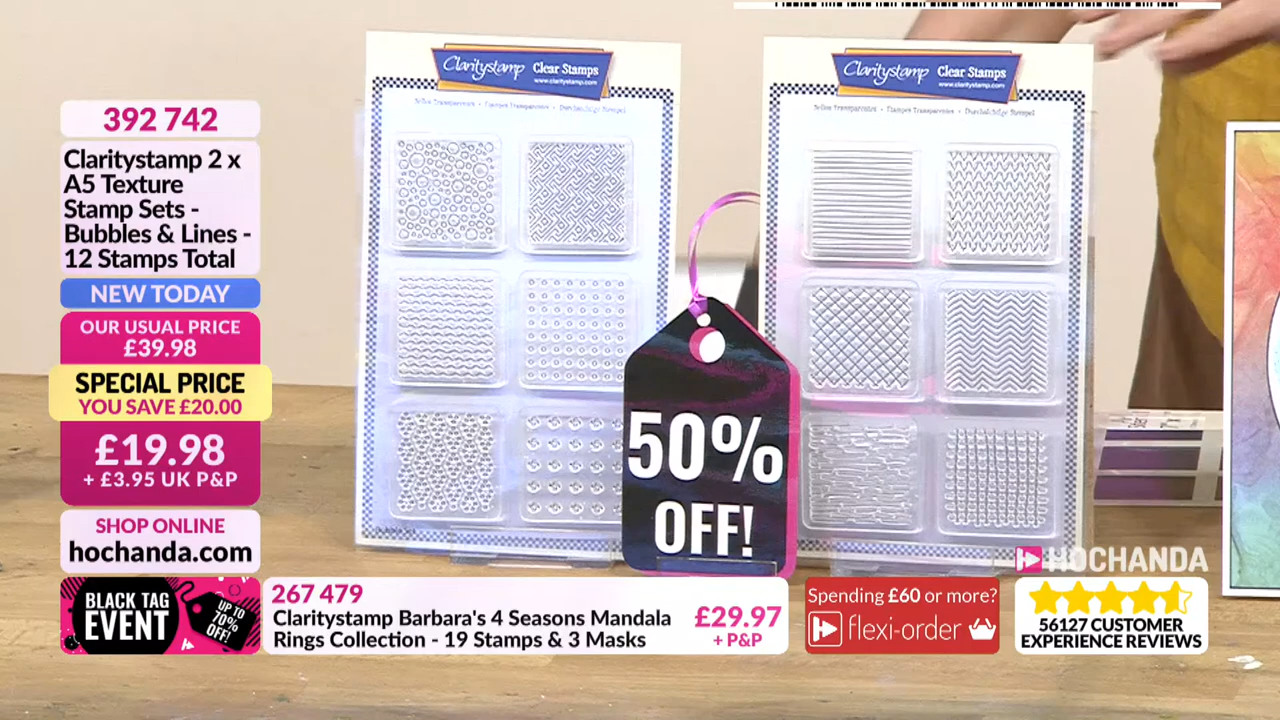 392 742
Claritystamp 2 x
A5 Texture
Stamp Sets -
Bubbles & Lines -
12 Stamps Total
NEW TODAY
OUR USUAL PRICE
£39.98
SPECIAL PRICE
YOU SAVE £20.00
£19.98
+ £3.95 UK P&P
SHOP ONLINE
hochanda.com
Claritystamp Clear Stamps
www.claritystamp.com
Claritystamp Clear Stamps
www.claritystamp.com
50%
OFF!
HOCHANDA
BLACK TAG
EVENT
UP TO
70%
OFF!
267 479
Claritystamp Barbara's 4 Seasons Mandala
Rings Collection - 19 Stamps & 3 Masks
£29.97
+ P&P
Spending £60 or more?
flexi-order
56127 CUSTOMER
EXPERIENCE REVIEWS